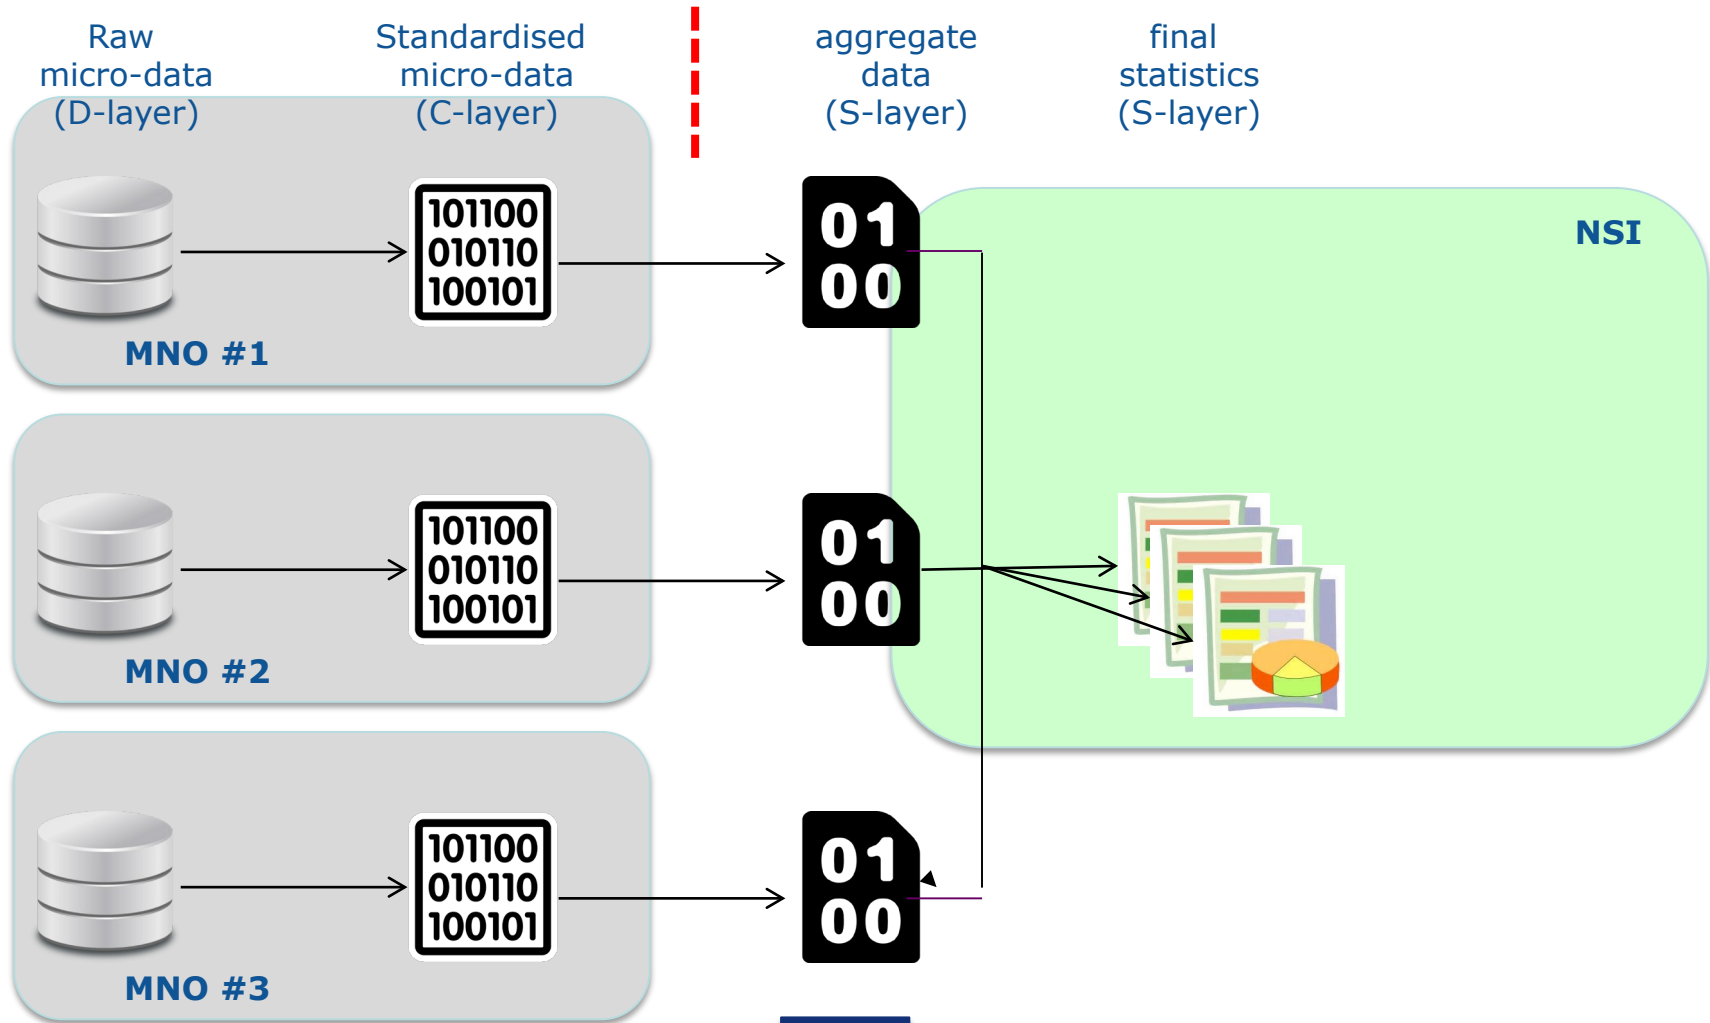 Raw
micro-data
(D-layer)
Standardised
micro-data
(C-layer)
aggregate
data
(S-layer)
final
statistics
(S-layer)
101100
010110
100101
01
00
NSI
MNO #1
101100
010110
100101
01
00
MNO #2
101100
010110
100101
01
00
MNO #3